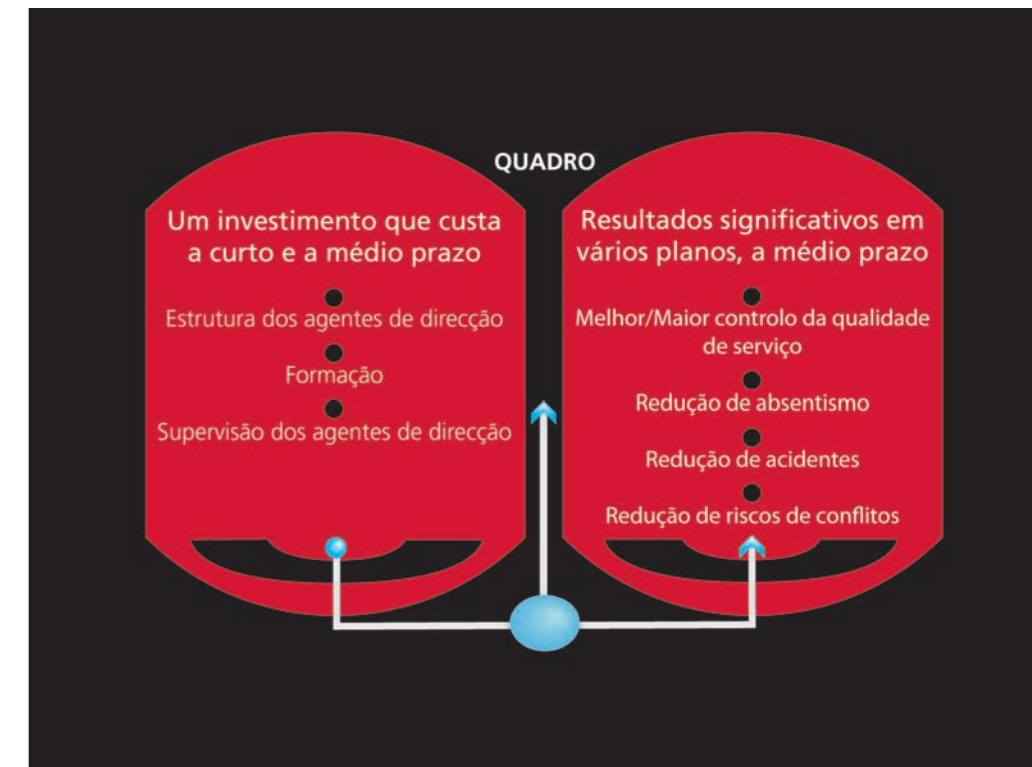 QUADRO
Um investimento que custa
a curto e a médio prazo
Estrutura dos agentes de direcção
Formação
Supervisão dos agentes de direcção
Resultados significativos em
vários planos, a médio prazo
Melhor/Maior controlo da qualidade
de serviço
Redução de absentismo
Redução de acidentes
Redução de riscos de conflitos